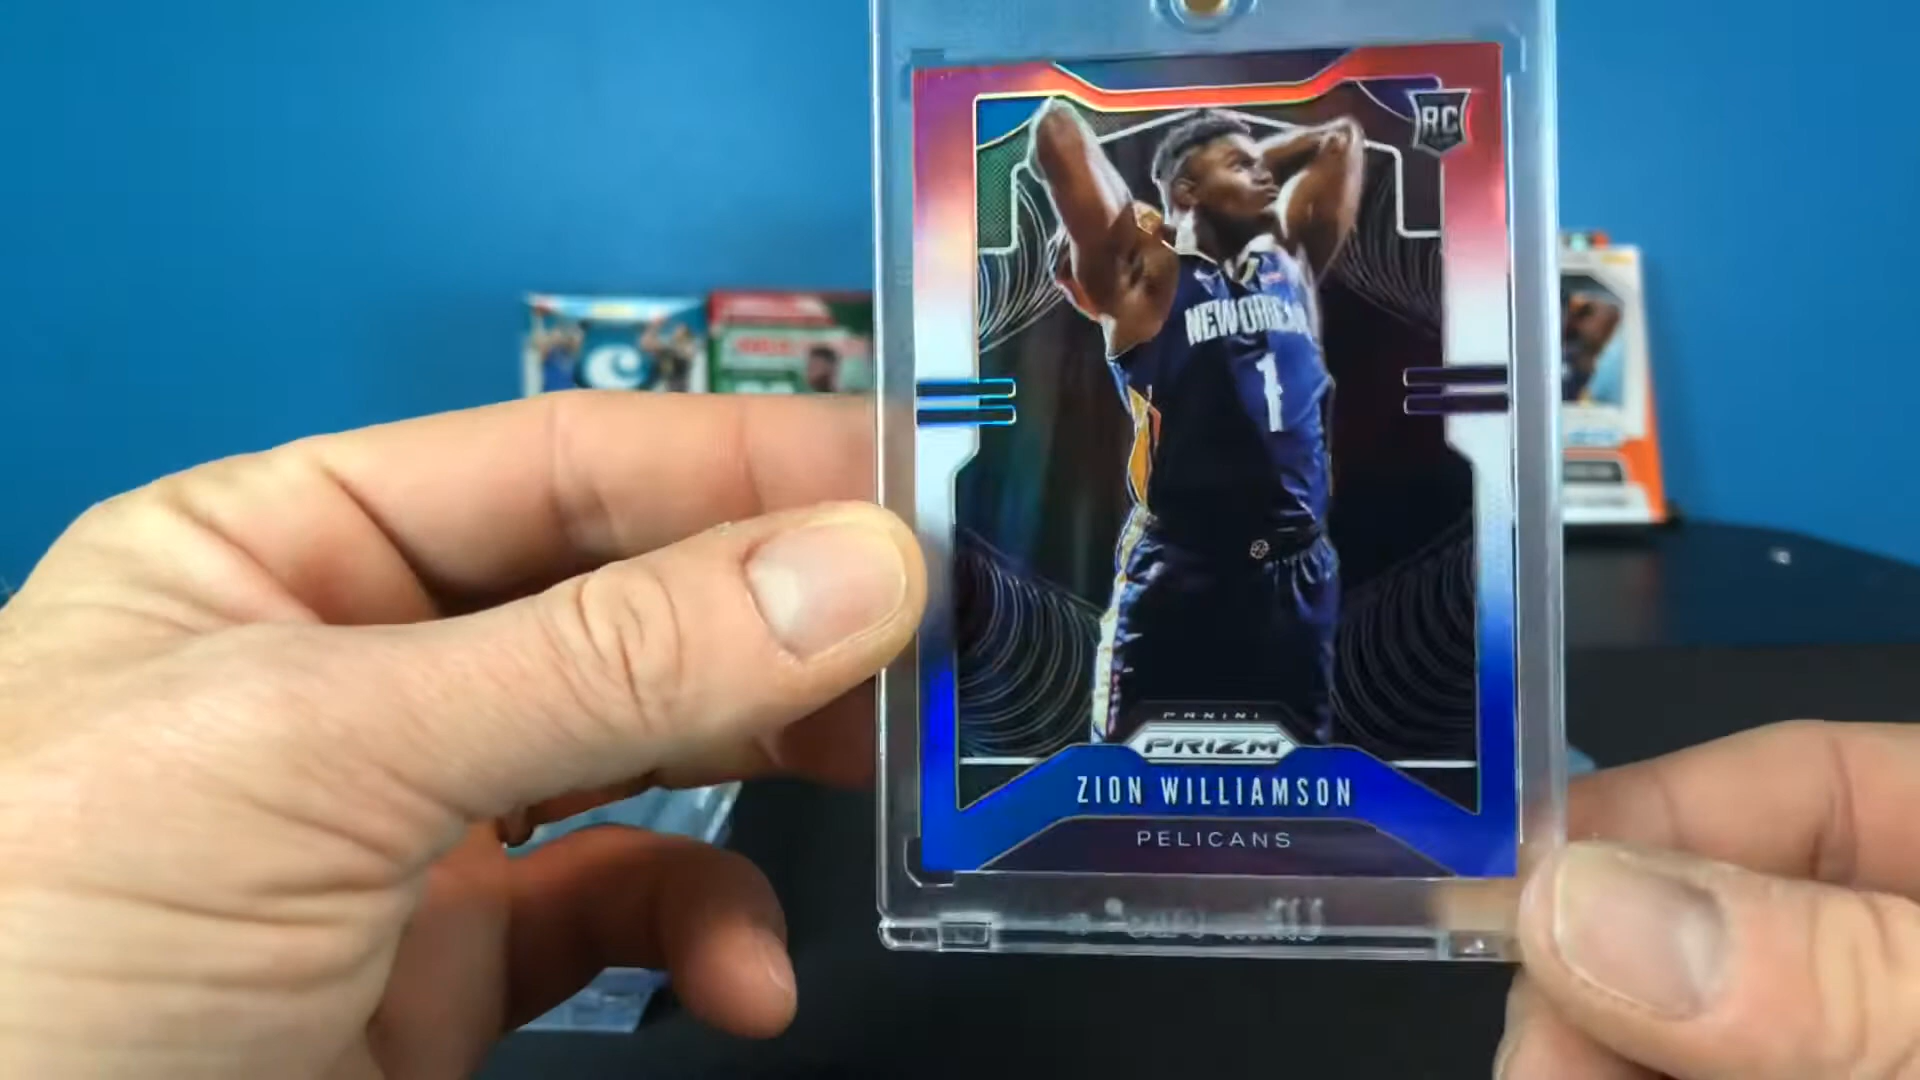 RC
NEW ORLEANS
1
PANINI
PRIZM
ZION WILLIAMSON
PELICANS